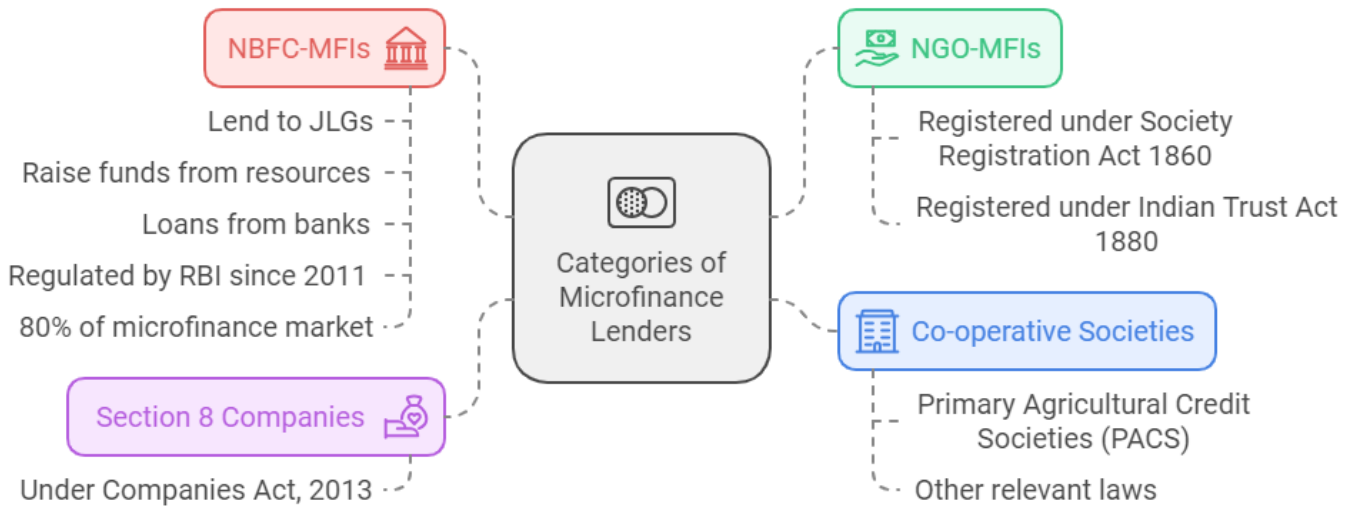 NBFC-MFIs
Lend to JLGs
Raise funds from resources
Loans from banks
Regulated by RBI since 2011
80% of microfinance market
Section 8 Companies
Under Companies Act, 2013
Categories of
Microfinance
Lenders
NGO-MFIs
Registered under Society
Registration Act 1860
Registered under Indian Trust Act
1880
Co-operative Societies
Primary Agricultural Credit
Societies (PACS)
Other relevant laws